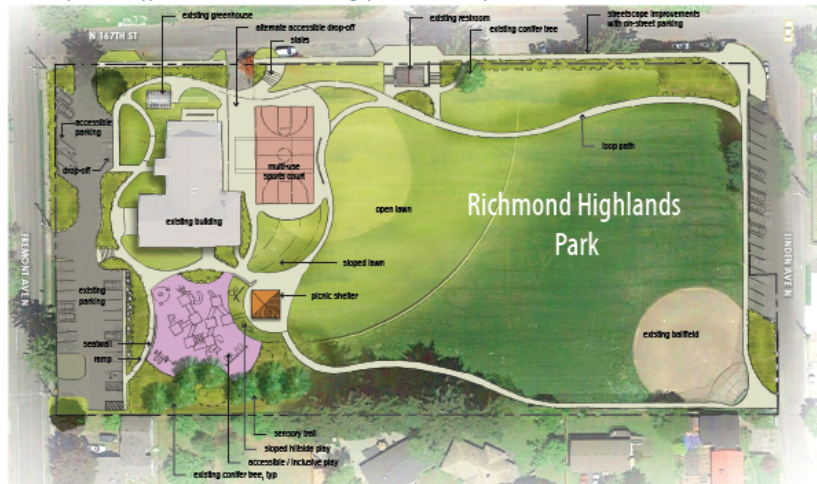 existing greenhouse
N 167TH ST
alternate accessible drop-off
stairs
existing restroom
existing conifer tree
streetscape improvements
with on-street parking
accessible
parking
drop-off
multi-use
sports court
loop path
existing building
open lawn
Richmond Highlands
Park
FREMONT AVE N
LINDEN AVE N
sloped lawn
existing
parking
picnic shelter
existing ballfield
seatwall
ramp
sensory trail
sloped hillside play
accessible / inclusive play
existing conifer tree, typ